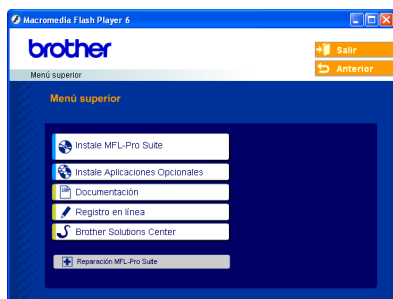 Macromedia Flash Player 6
brother
Salir
Anterior
Menú superior
Menú superior
Instale MFL-Pro Suite
Instale Aplicaciones Opcionales
Documentación
Registro en línea
Brother Solutions Center
Reparación MFL-Pro Suite